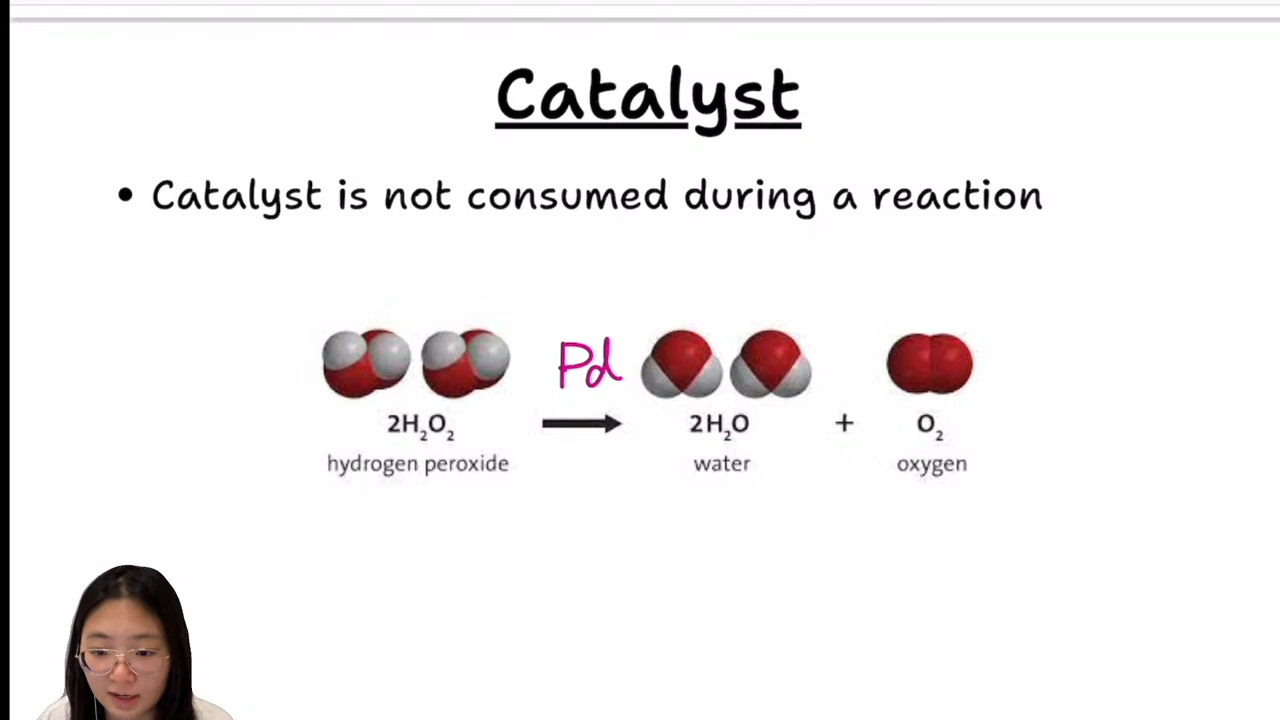 Catalyst
• Catalyst is not consumed during a reaction
Pd
2H₂O₂ 2H₂O + O₂
hydrogen peroxide water oxygen